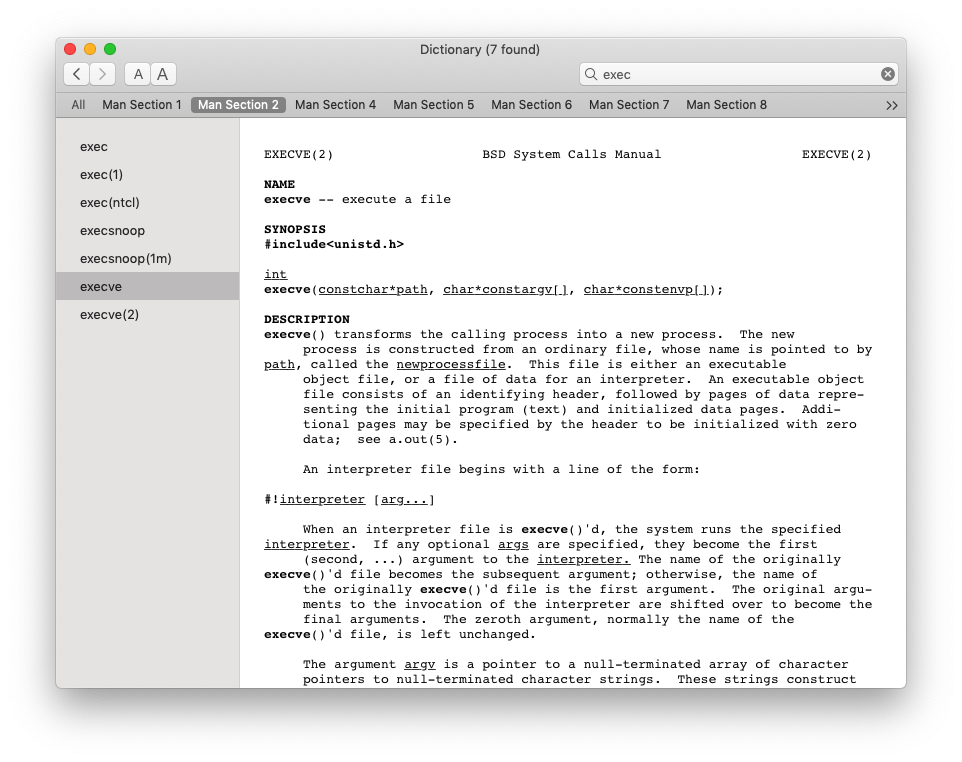 Dictionary (7 found)
A A
exec
All Man Section 1 Man Section 2 Man Section 4 Man Section 5 Man Section 6 Man Section 7 Man Section 8 >>
exec
exec(1)
exec(ntcl)
execsnoop
execsnoop(1m)
execve
execve(2)
EXECVE(2) BSD System Calls Manual EXECVE(2)
NAME
execve -- execute a file
SYNOPSIS
#include<unistd.h>
int
execve(constchar*path, char*constargv[], char*constenvp[]);
DESCRIPTION
execve() transforms the calling process into a new process. The new
process is constructed from an ordinary file, whose name is pointed to by
path, called the newprocessfile. This file is either an executable
object file, or a file of data for an interpreter. An executable object
file consists of an identifying header, followed by pages of data repre-
senting the initial program (text) and initialized data pages. Addi-
tional pages may be specified by the header to be initialized with zero
data; see a.out(5).
An interpreter file begins with a line of the form:
#!interpreter [arg...]
When an interpreter file is execve()'d, the system runs the specified
interpreter. If any optional args are specified, they become the first
(second, ...) argument to the interpreter. The name of the originally
execve()'d file becomes the subsequent argument; otherwise, the name of
the originally execve()'d file is the first argument. The original argu-
ments to the invocation of the interpreter are shifted over to become the
final arguments. The zeroth argument, normally the name of the
execve()'d file, is left unchanged.
The argument argv is a pointer to a null-terminated array of character
pointers to null-terminated character strings. These strings construct